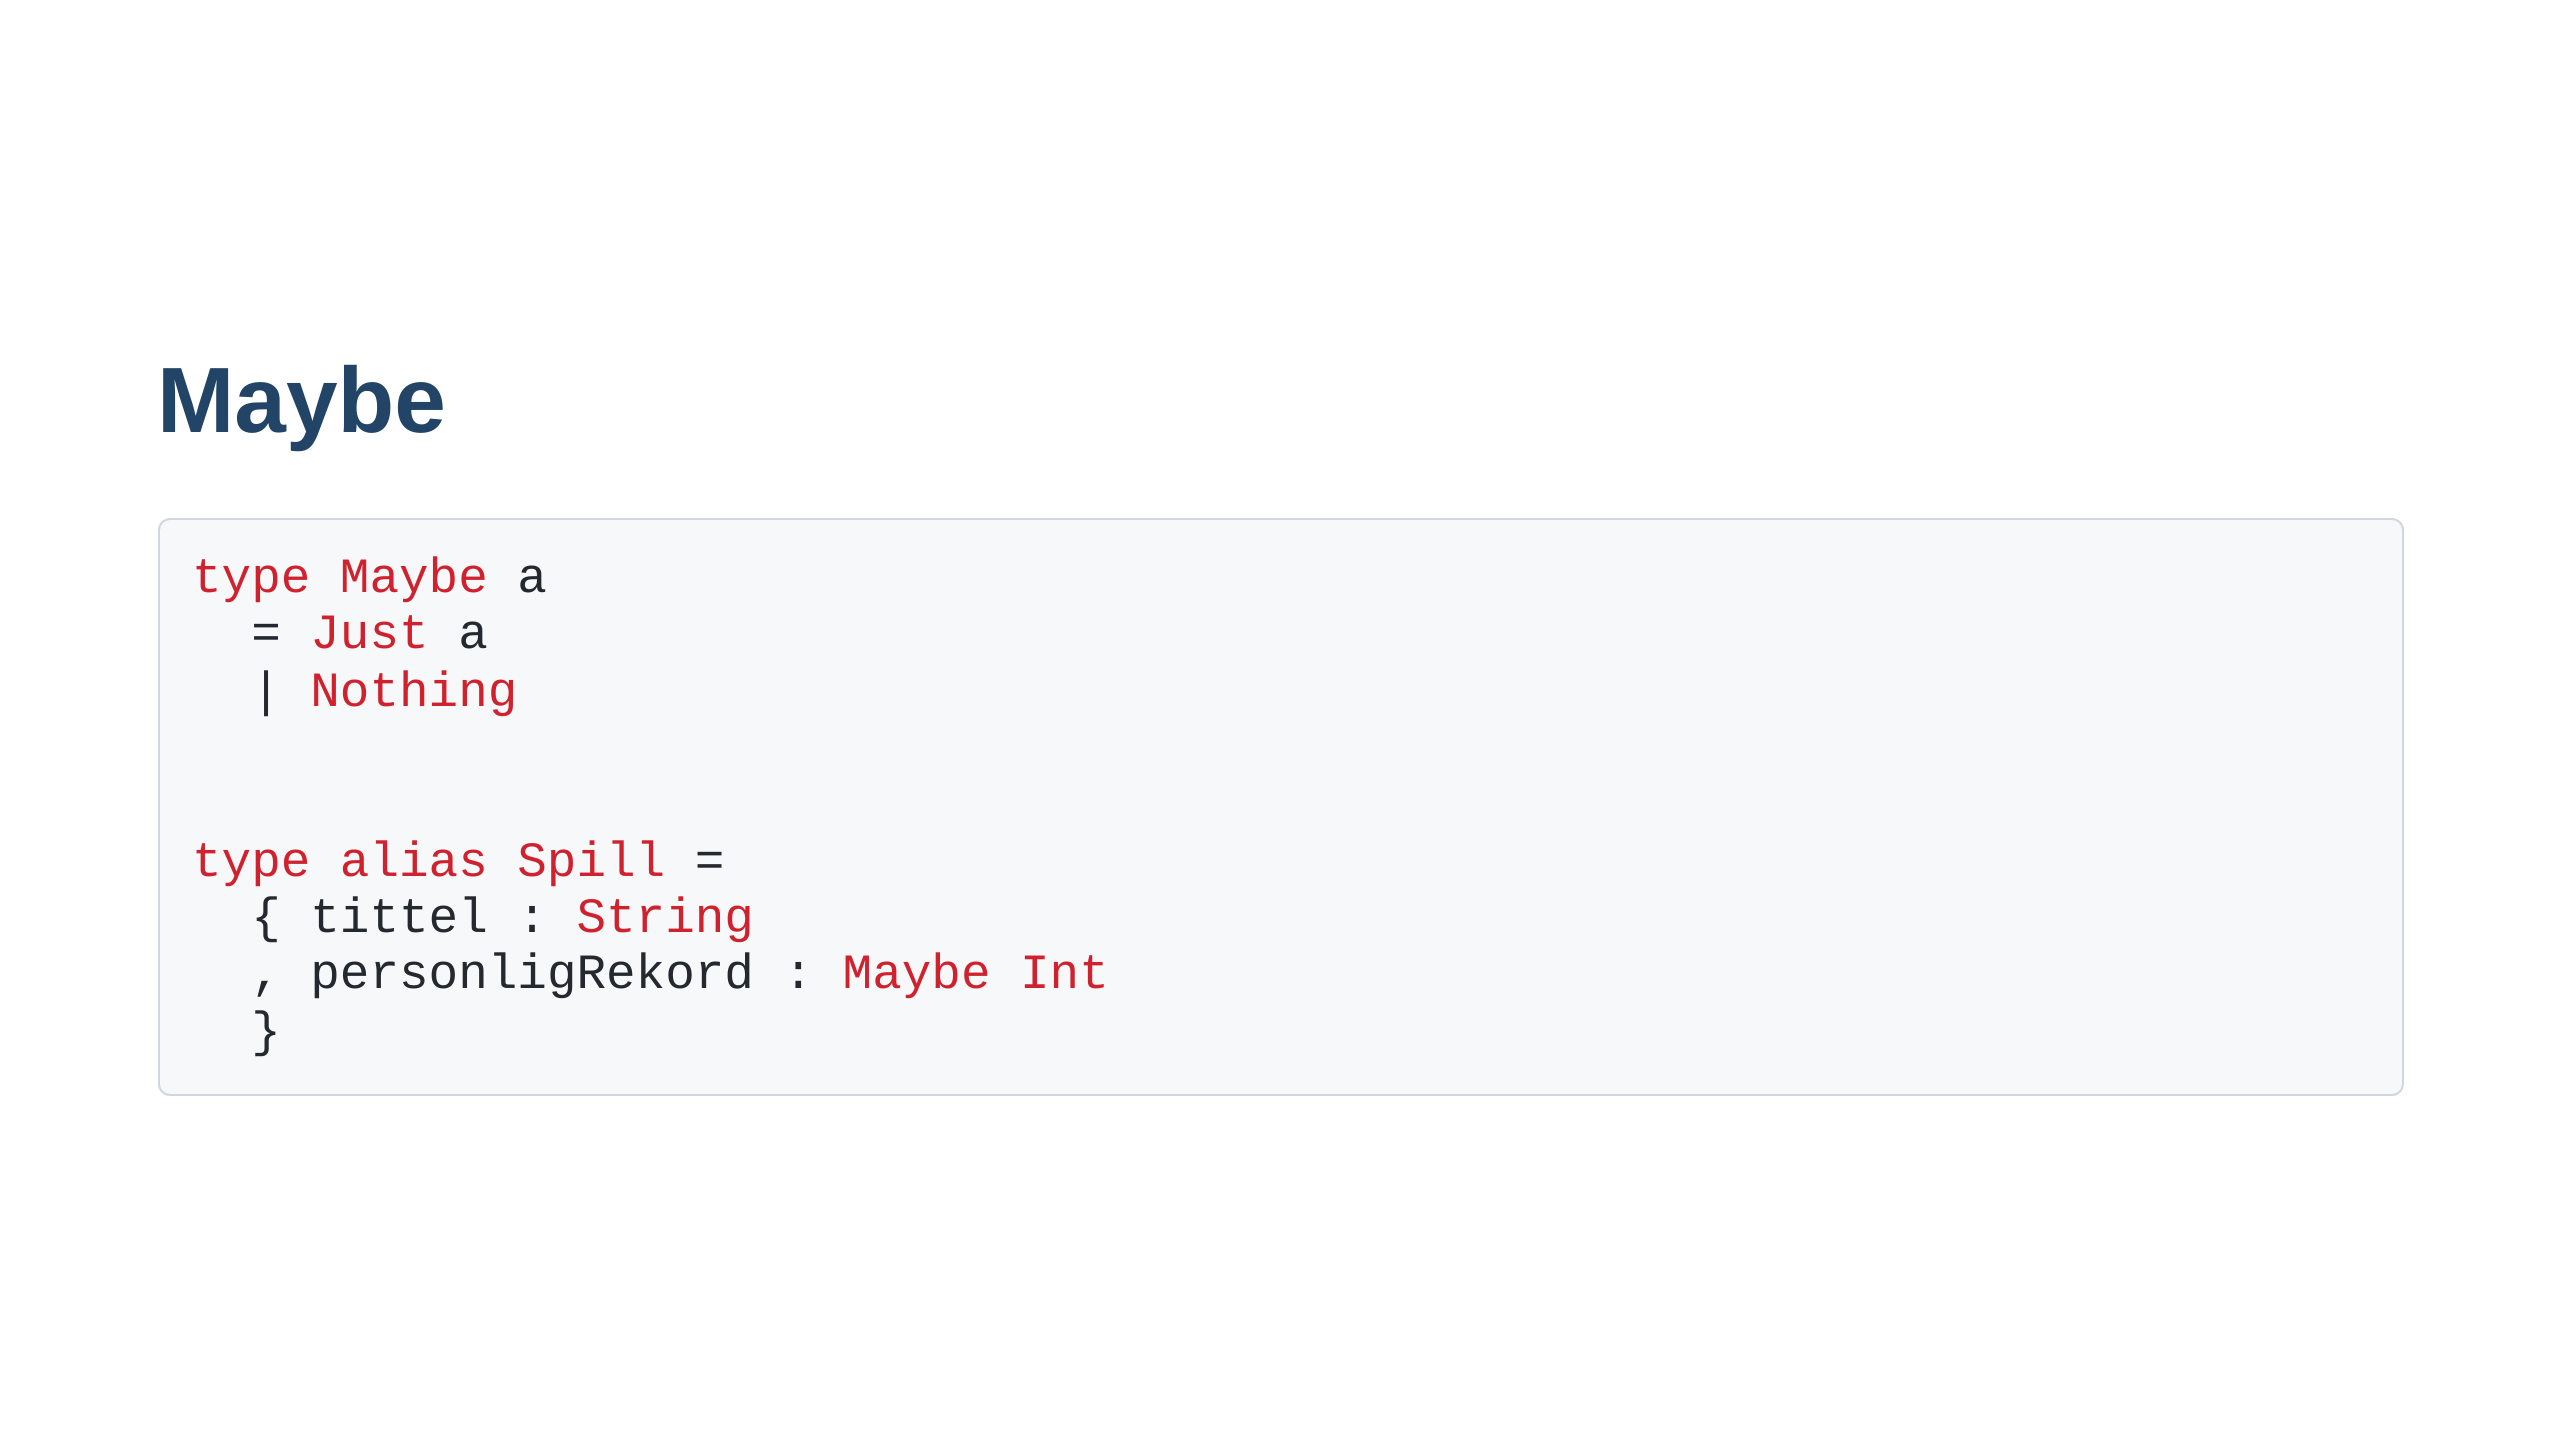 Maybe
type Maybe a
  = Just a
  | Nothing
type alias Spill =
  { tittel : String
  , personligRekord : Maybe Int
  }